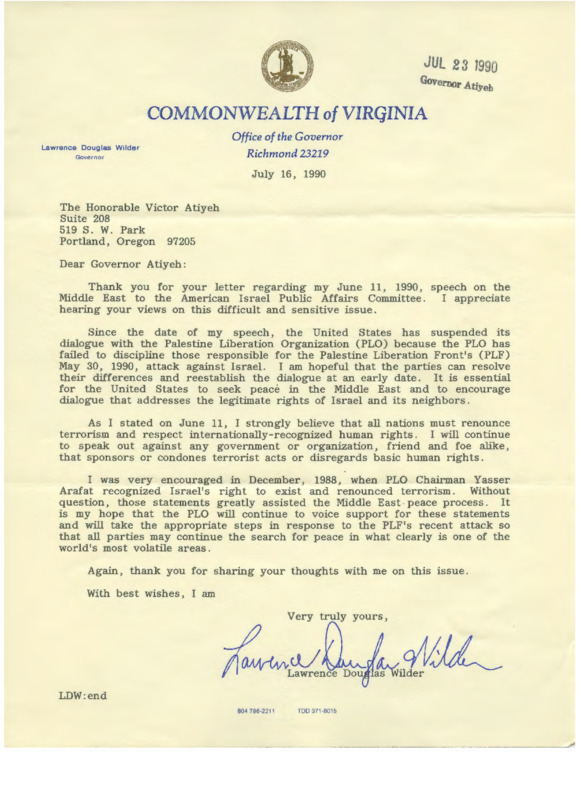 JUL 23 1990
Governor Atiyeh
COMMONWEALTH of VIRGINIA
Office of the Governor
Lawrence Douglas Wilder
Governor
Richmond 23219
July 16, 1990
The Honorable Victor Atiyeh
Suite 208
519 S. W. Park
Portland, Oregon 97205
Dear Governor Atiyeh:
Thank you for your letter regarding my June 11, 1990, speech on the
Middle East to the American Israel Public Affairs Committee. I appreciate
hearing your views on this difficult and sensitive issue.
Since the date of my speech, the United States has suspended its
dialogue with the Palestine Liberation Organization (PLO) because the PLO has
failed to discipline those responsible for the Palestine Liberation Front's (PLF)
May 30, 1990, attack against Israel. I am hopeful that the parties can resolve
their differences and reestablish the dialogue at an early date. It is essential
for the United States to seek peace in the Middle East and to encourage
dialogue that addresses the legitimate rights of Israel and its neighbors.
As I stated on June 11, I strongly believe that all nations must renounce
terrorism and respect internationally-recognized human rights. I will continue
to speak out against any government or organization, friend and foe alike,
that sponsors or condones terrorist acts or disregards basic human rights.
I was very encouraged in December, 1988, when PLO Chairman Yasser
Arafat recognized Israel's right to exist and renounced terrorism. Without
question, those statements greatly assisted the Middle East peace process. It
is my hope that the PLO will continue to voice support for these statements
and will take the appropriate steps in response to the PLF's recent attack so
that all parties may continue the search for peace in what clearly is one of the
world's most volatile areas.
Again, thank you for sharing your thoughts with me on this issue.
With best wishes, I am
Very truly yours,
Lawrence Douglas Wilder
Lawrence Douglas Wilder
LDW:end
804 786-2211 TDD 371-8015